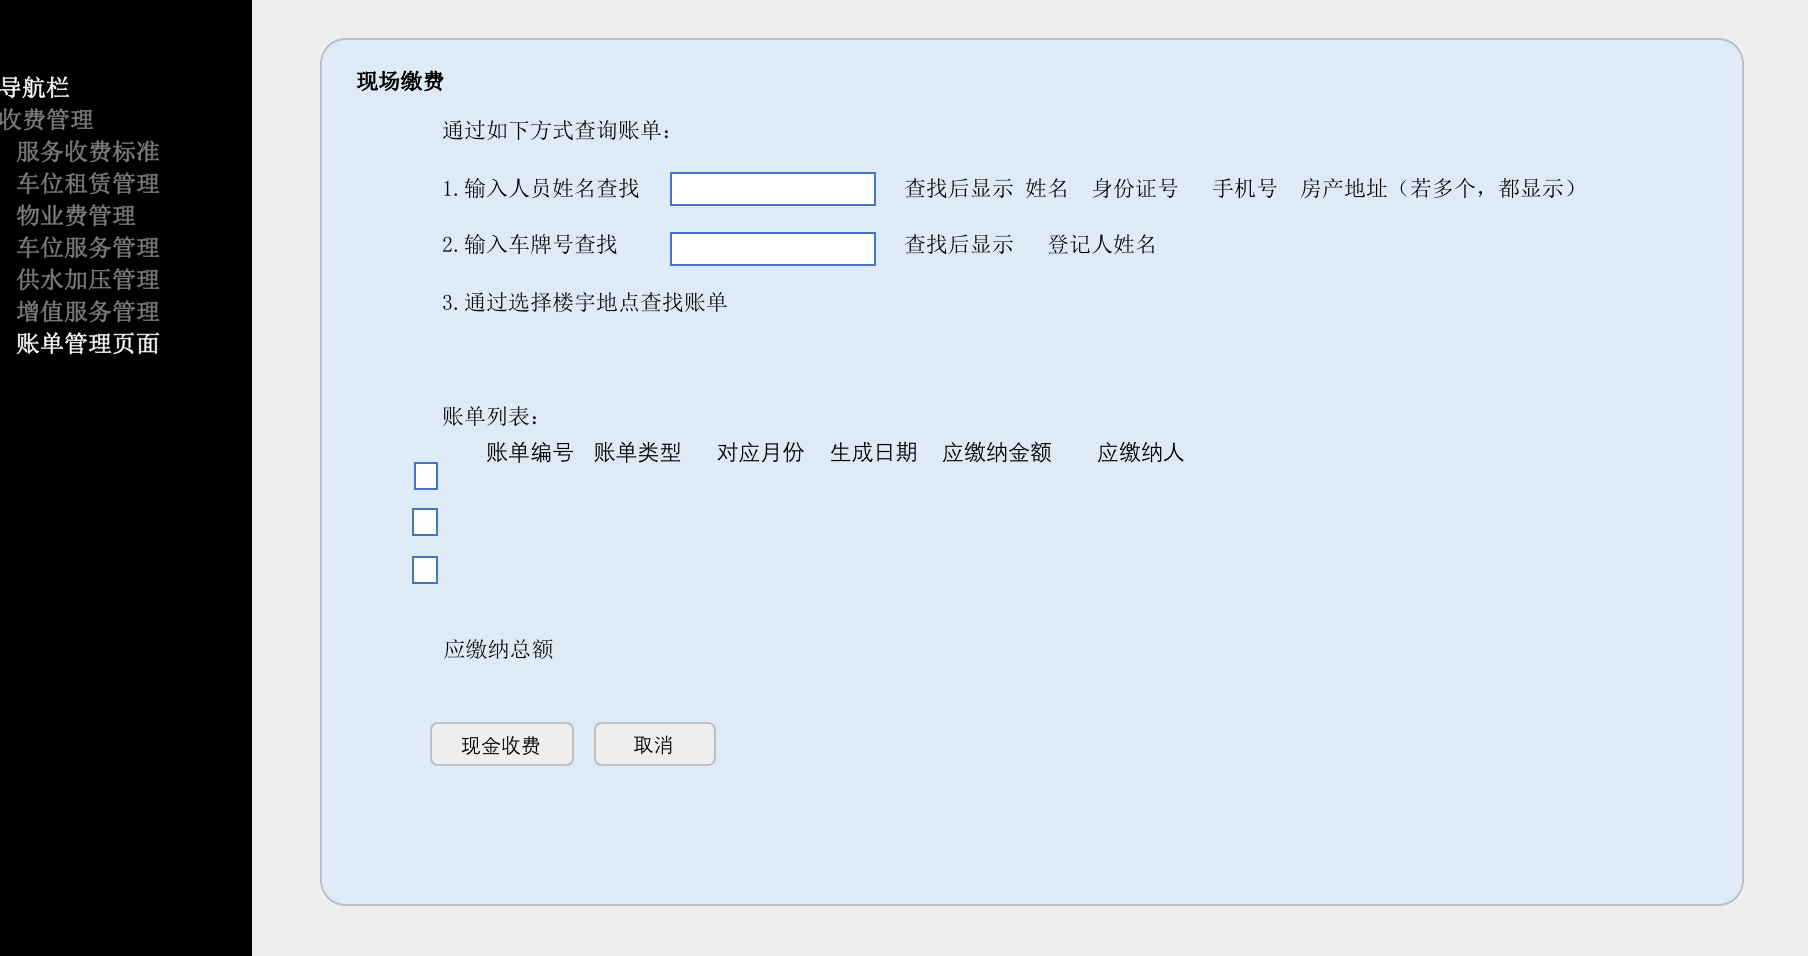 导航栏
收费管理
服务收费标准
车位租赁管理
物业费管理
车位服务管理
供水加压管理
增值服务管理
账单管理页面
现场缴费
通过如下方式查询账单：
1.输入人员姓名查找 查找后显示 姓名 身份证号 手机号 房产地址（若多个，都显示）
2.输入车牌号查找 查找后显示 登记人姓名
3.通过选择楼宇地点查找账单
账单列表：
账单编号 账单类型 对应月份 生成日期 应缴纳金额 应缴纳人
应缴纳总额
现金收费 取消